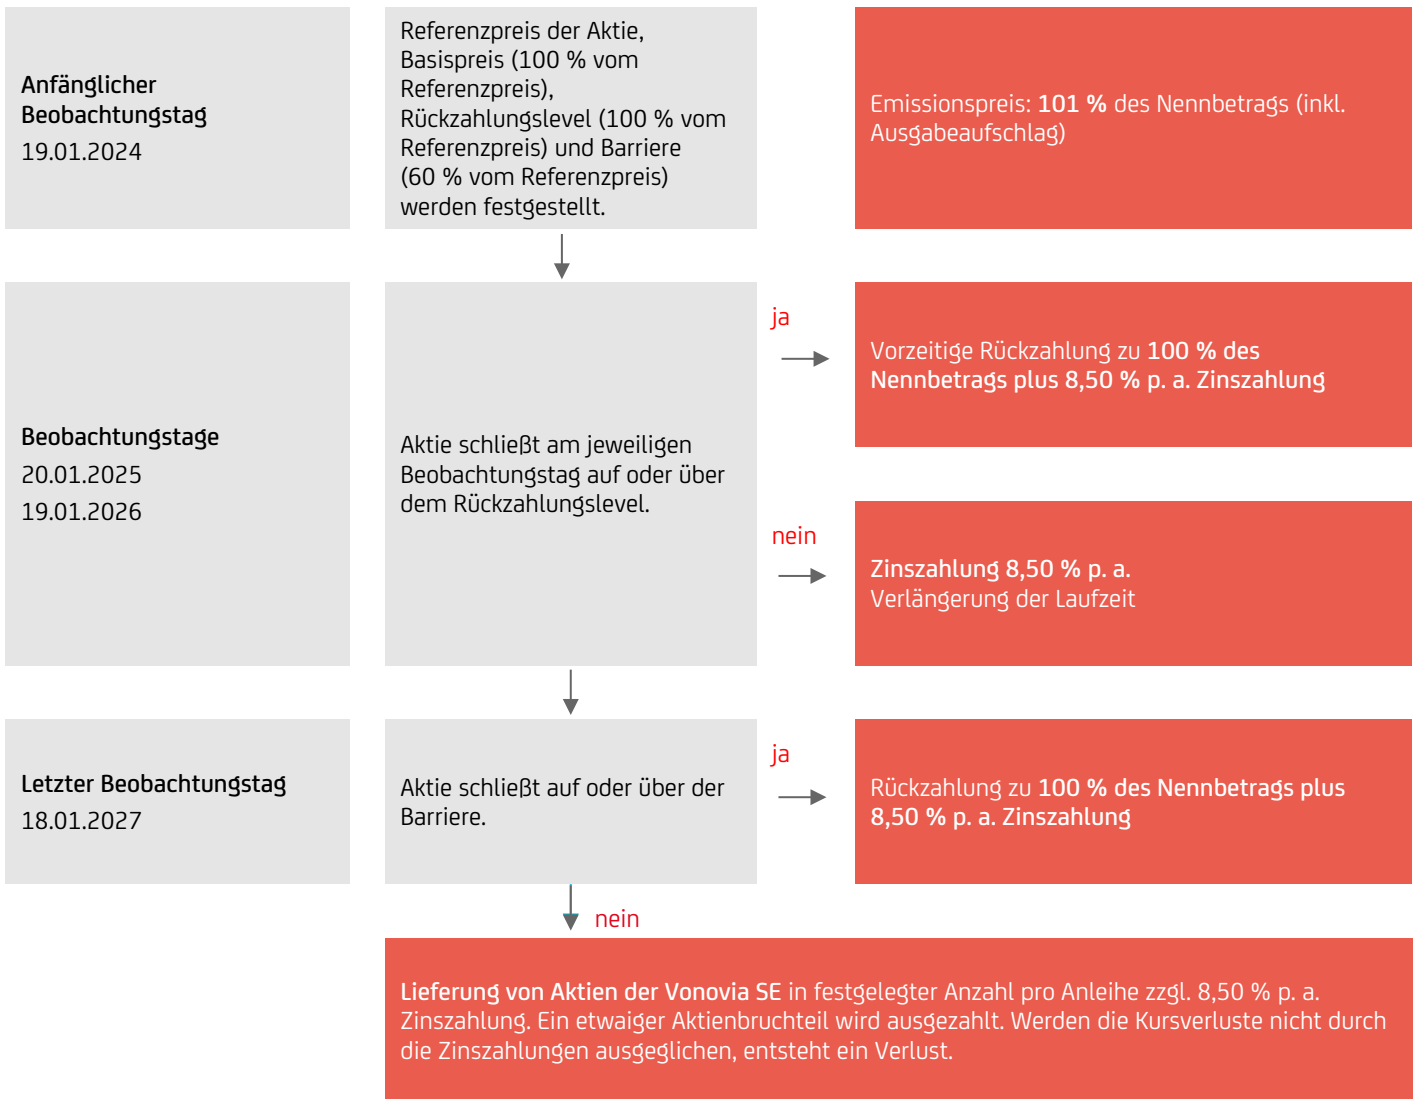 Anfänglicher
Beobachtungstag
19.01.2024
Referenzpreis der Aktie,
Basispreis (100 % vom
Referenzpreis),
Rückzahlungslevel (100 % vom
Referenzpreis) und Barriere
(60 % vom Referenzpreis)
werden festgestellt.
Emissionspreis: 101 % des Nennbetrags (inkl.
Ausgabeaufschlag)
Beobachtungstage
20.01.2025
19.01.2026
Aktie schließt am jeweiligen
Beobachtungstag auf oder über
dem Rückzahlungslevel.
ja
Vorzeitige Rückzahlung zu 100 % des
Nennbetrags plus 8,50 % p. a. Zinszahlung
nein
Zinszahlung 8,50 % p. a.
Verlängerung der Laufzeit
Letzter Beobachtungstag
18.01.2027
Aktie schließt auf oder über der
Barriere.
ja
Rückzahlung zu 100 % des Nennbetrags plus
8,50 % p. a. Zinszahlung
nein
Lieferung von Aktien der Vonovia SE in festgelegter Anzahl pro Anleihe zzgl. 8,50 % p. a.
Zinszahlung. Ein etwaiger Aktienbruchteil wird ausgezahlt. Werden die Kursverluste nicht durch
die Zinszahlungen ausgeglichen, entsteht ein Verlust.